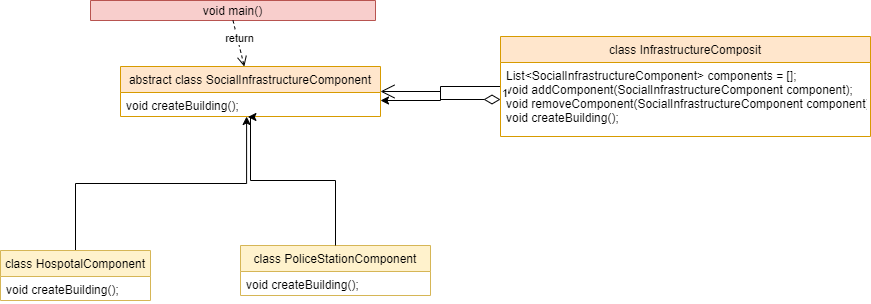 void main()
return
class InfrastructureComposit
abstract class SocialInfrastructureComponent
List<SocialInfrastructureComponent> components = [];
void createBuilding();
1
void addComponent(SocialInfrastructureComponent component);
void removeComponent(SocialInfrastructureComponent component
void createBuilding();
class HospotalComponent
void createBuilding();
class PoliceStationComponent
void createBuilding();